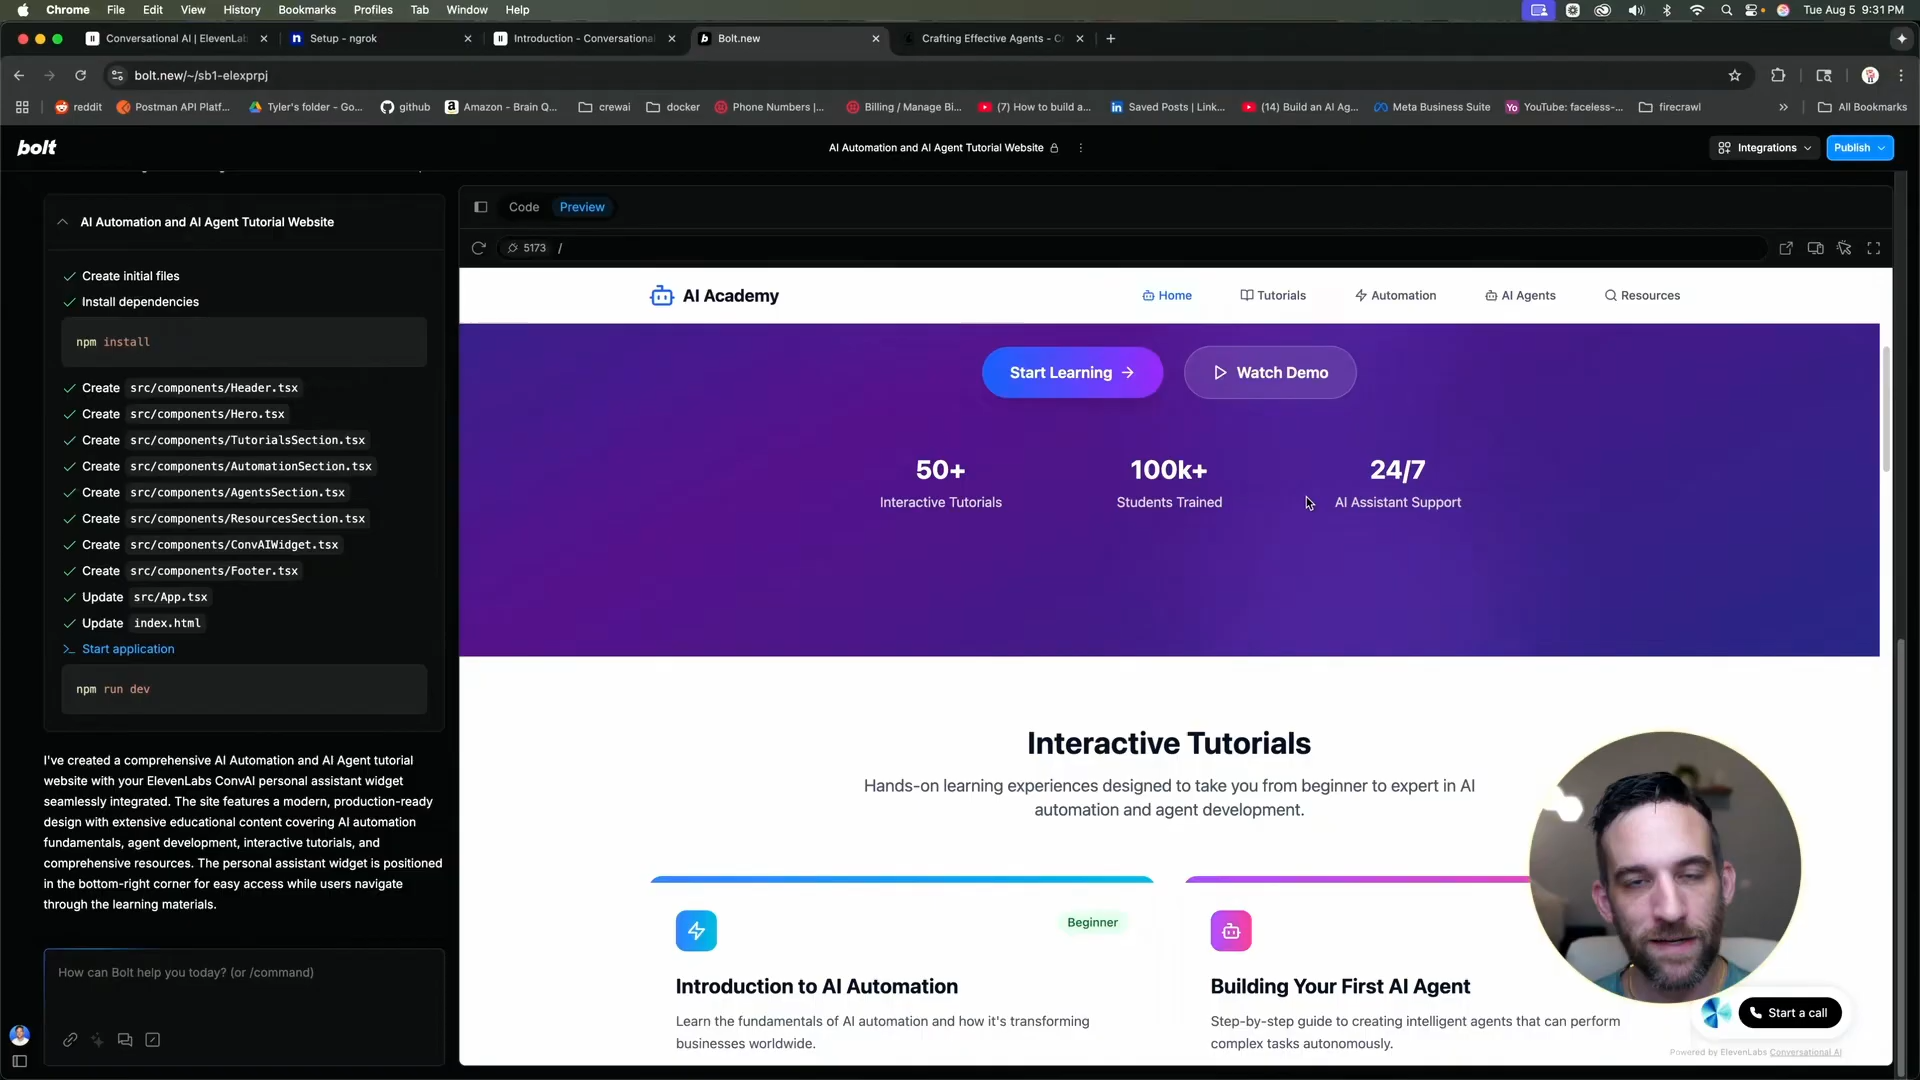 Chrome File Edit View History Bookmarks Profiles Tab Window Help Tue Aug 5 9:31 PM
Conversational AI | ElevenLab Setup - ngrok Introduction - Conversational Bolt.new Crafting Effective Agents - C
bolt.new/~/sb1-elexprpj
reddit Postman API Platf... Tyler's folder - Go... github Amazon - Brain Q... crewai docker Phone Numbers |... Billing / Manage Bi... (7) How to build a... Saved Posts | Link... (14) Build an AI Ag... Meta Business Suite YouTube: faceless-... firecrawl All Bookmarks
bolt AI Automation and AI Agent Tutorial Website Integrations Publish
AI Automation and AI Agent Tutorial Website
Create initial files
Install dependencies
npm install
Create src/components/Header.tsx
Create src/components/Hero.tsx
Create src/components/TutorialsSection.tsx
Create src/components/AutomationSection.tsx
Create src/components/AgentsSection.tsx
Create src/components/ResourcesSection.tsx
Create src/components/ConvAIWidget.tsx
Create src/components/Footer.tsx
Update src/App.tsx
Update index.html
Start application
npm run dev
I've created a comprehensive AI Automation and AI Agent tutorial
website with your ElevenLabs ConvAI personal assistant widget
seamlessly integrated. The site features a modern, production-ready
design with extensive educational content covering AI automation
fundamentals, agent development, interactive tutorials, and
comprehensive resources. The personal assistant widget is positioned
in the bottom-right corner for easy access while users navigate
through the learning materials.
How can Bolt help you today? (or /command)
Code Preview
5173 /
AI Academy Home Tutorials Automation AI Agents Resources
Start Learning → Watch Demo
50+ 100k+ 24/7
Interactive Tutorials Students Trained AI Assistant Support
Interactive Tutorials
Hands-on learning experiences designed to take you from beginner to expert in AI
automation and agent development.
Beginner
Introduction to AI Automation
Learn the fundamentals of AI automation and how it's transforming
businesses worldwide.
Building Your First AI Agent
Step-by-step guide to creating intelligent agents that can perform
complex tasks autonomously.
Start a call
Powered by ElevenLabs Conversational AI